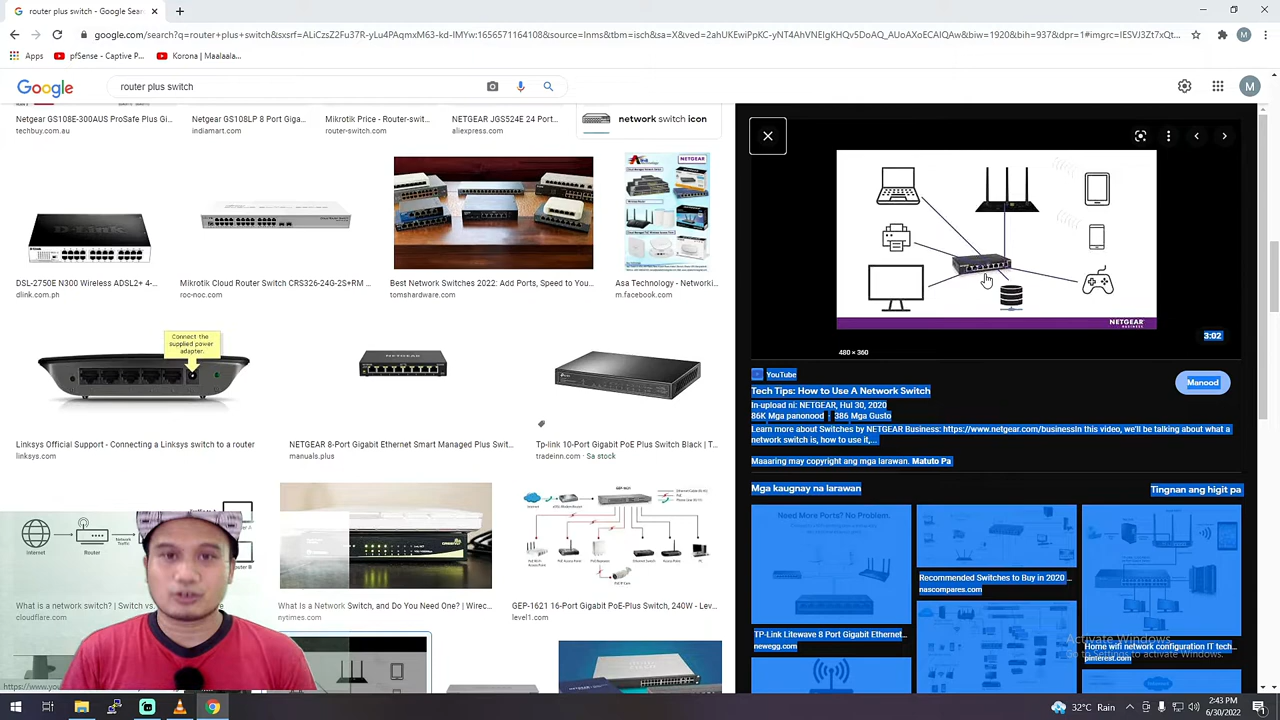 router plus switch - Google Sear
google.com/search?q=router+plus+switch&sxsrf=ALiCzsZ2Fu37R-yLu4PAqmxM63-kd-lMYw:1656571164108&source=lnms&tbm=isch&sa=X&ved=2ahUKEwiPpKC-yNT4AhVNEIgKHQv5DoAQ_AUoAXoECAIQAw&biw=1920&bih=937&dpr=1#imgrc=IESVJ3Zt7xQt...
M
Apps
pfSense - Captive P...
Korona | Maalaala...
Google
router plus switch
M
Netgear GS108E-300AUS ProSafe Plus Gi...
techbuy.com.au
Netgear GS108LP 8 Port Giga...
indiamart.com
Mikrotik Price - Router-swit...
router-switch.com
NETGEAR JGS524E 24 Port...
aliexpress.com
network switch icon
DSL-2750E N300 Wireless ADSL2+ 4-...
dlink.com.ph
Mikrotik Cloud Router Switch CRS326-24G-2S+RM ...
roc-noc.com
Best Network Switches 2022: Add Ports, Speed to You...
tomshardware.com
Asa Technology - Networki...
m.facebook.com
Connect the
supplied power
adapter.
Linksys Official Support - Connecting a Linksys switch to a router
linksys.com
NETGEAR
NETGEAR 8-Port Gigabit Ethernet Smart Managed Plus Swit...
manuals.plus
Tp-link 10-Port Gigabit PoE Plus Switch Black | T...
tradeinn.com · Sa stock
Internet
Router
GEP-1621
What is a network switch? | Switch vs.
cloudflare.com
What Is a Network Switch, and Do You Need One? | Wirec...
nytimes.com
GEP-1621 16-Port Gigabit PoE-Plus Switch, 240W - Lev...
level1.com
NETGEAR
BUSINESS
3:02
480 × 360
YouTube
Manood
Tech Tips: How to Use A Network Switch
In-upload ni: NETGEAR, Hul 30, 2020
86K Mga panonood · 386 Mga Gusto
Learn more about Switches by NETGEAR Business: https://www.netgear.com/businessIn this video, we'll be talking about what a
network switch is, how to use it,...
Maaaring may copyright ang mga larawan. Matuto Pa
Mga kaugnay na larawan
Tingnan ang higit pa
Need More Ports? No Problem.
TP-Link Litewave 8 Port Gigabit Ethernet...
newegg.com
Recommended Switches to Buy in 2020 ...
nascompares.com
Home wifi network configuration IT tech...
pinterest.com
Activate Windows
Go to Settings to activate Windows.
32°C Rain
2:43 PM
6/30/2022